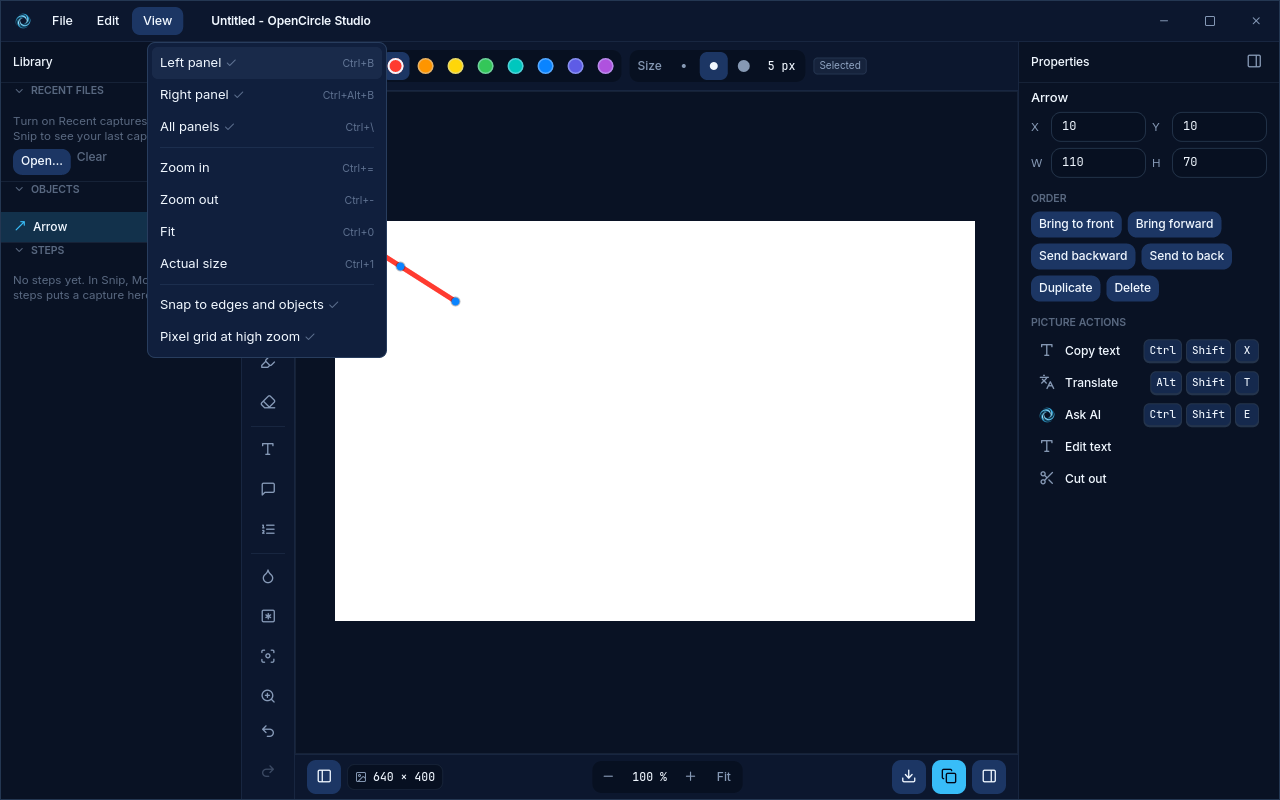 File Edit View Untitled - OpenCircle Studio
Library
RECENT FILES
Turn on Recent captures
Snip to see your last cap
Open... Clear
OBJECTS
Arrow
STEPS
No steps yet. In Snip, Mo
steps puts a capture here
Left panel Ctrl+B
Right panel Ctrl+Alt+B
All panels Ctrl+\
Zoom in Ctrl+=
Zoom out Ctrl+-
Fit Ctrl+0
Actual size Ctrl+1
Snap to edges and objects
Pixel grid at high zoom
Size 5 px Selected
640 × 400
100 % Fit
Properties
Arrow
X 10 Y 10
W 110 H 70
ORDER
Bring to front Bring forward
Send backward Send to back
Duplicate Delete
PICTURE ACTIONS
Copy text Ctrl Shift X
Translate Alt Shift T
Ask AI Ctrl Shift E
Edit text
Cut out